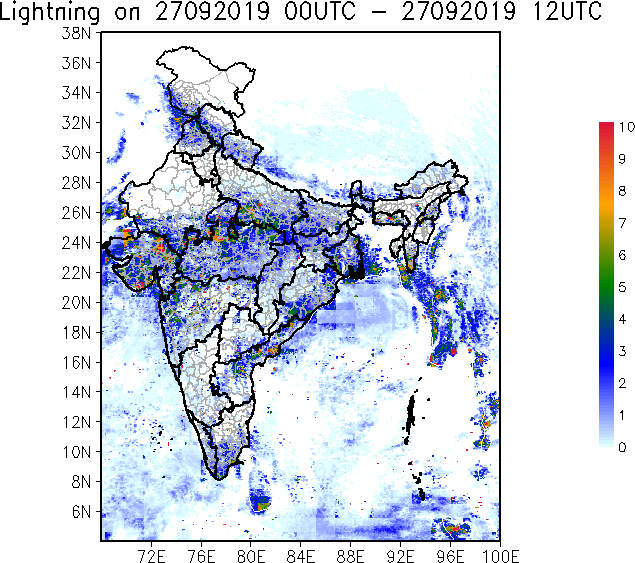 Lightning on 27092019 00UTC – 27092019 12UTC
38N
36N
34N
32N
30N
28N
26N
24N
22N
20N
18N
16N
14N
12N
10N
8N
6N
72E 76E 80E 84E 88E 92E 96E 100E
10
9
8
7
6
5
4
3
2
1
0